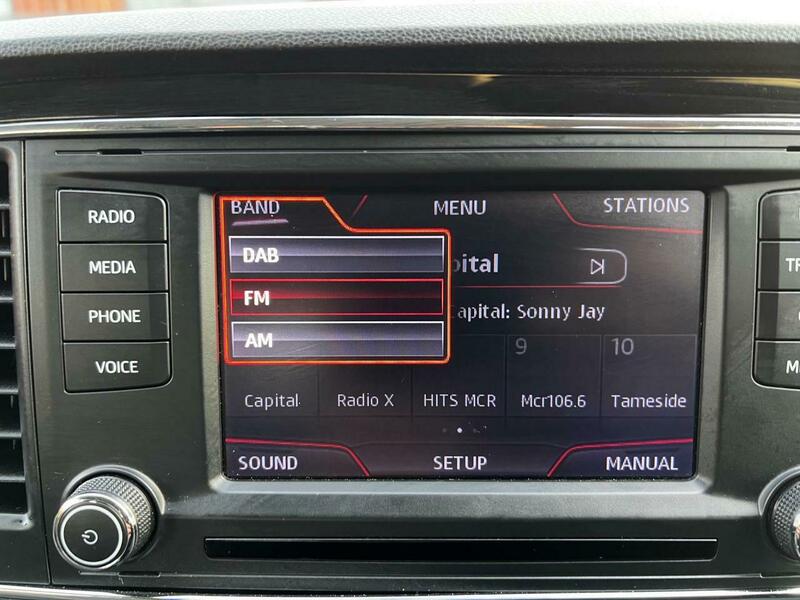 RADIO
MEDIA
PHONE
VOICE
BAND
MENU
STATIONS
DAB
FM
AM
Capital: Sonny Jay
9
10
Capital
Radio X
HITS MCR
Mcr106.6
Tameside
SOUND
SETUP
MANUAL